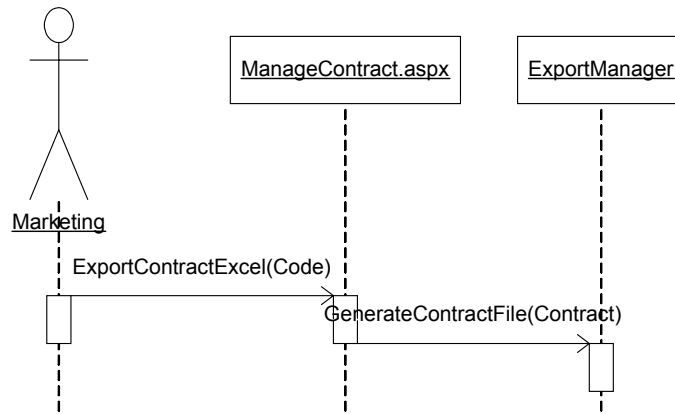 ManageContract.aspx
ExportManager
Marketing
ExportContractExcel(Code)
GenerateContractFile(Contract)